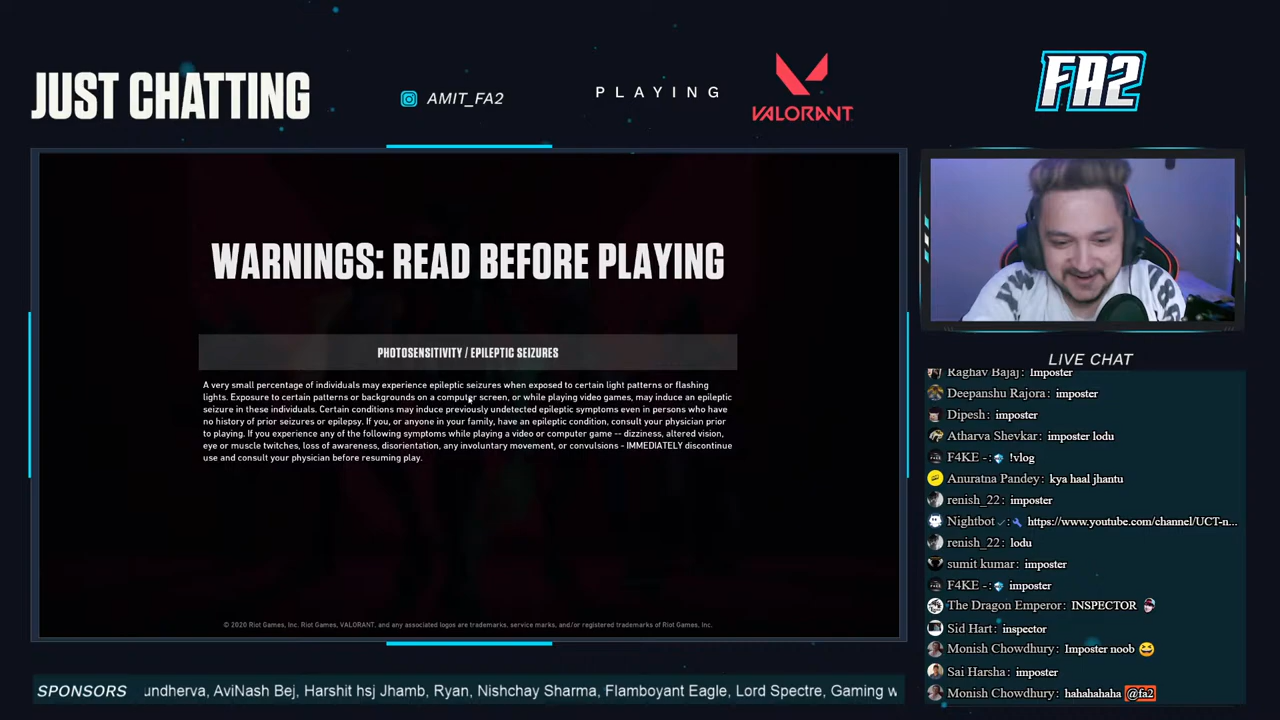 JUST CHATTING
AMIT_FA2
PLAYING
VALORANT
FA2
WARNINGS: READ BEFORE PLAYING
PHOTOSENSITIVITY / EPILEPTIC SEIZURES
A very small percentage of individuals may experience epileptic seizures when exposed to certain light patterns or flashing
lights. Exposure to certain patterns or backgrounds on a computer screen, or while playing video games, may induce an epileptic
seizure in these individuals. Certain conditions may induce previously undetected epileptic symptoms even in persons who have
no history of prior seizures or epilepsy. If you, or anyone in your family, have an epileptic condition, consult your physician prior
to playing. If you experience any of the following symptoms while playing a video or computer game -- dizziness, altered vision,
eye or muscle twitches, loss of awareness, disorientation, any involuntary movement, or convulsions - IMMEDIATELY discontinue
use and consult your physician before resuming play.
© 2020 Riot Games, Inc. Riot Games, VALORANT, and any associated logos are trademarks, service marks, and/or registered trademarks of Riot Games, Inc.
LIVE CHAT
Raghav Bajaj: Imposter
Deepanshu Rajora: imposter
Dipesh: imposter
Atharva Shevkar: imposter lodu
F4KE -: !vlog
Anuratna Pandey: kya haal jhantu
renish_22: imposter
Nightbot : https://www.youtube.com/channel/UCT-n...
renish_22: lodu
sumit kumar: imposter
F4KE -: imposter
The Dragon Emperor: INSPECTOR
Sid Hart: inspector
Monish Chowdhury: Imposter noob
Sai Harsha: imposter
Monish Chowdhury: hahahahaha @fa2
SPONSORS undherva, AviNash Bej, Harshit hsj Jhamb, Ryan, Nishchay Sharma, Flamboyant Eagle, Lord Spectre, Gaming w